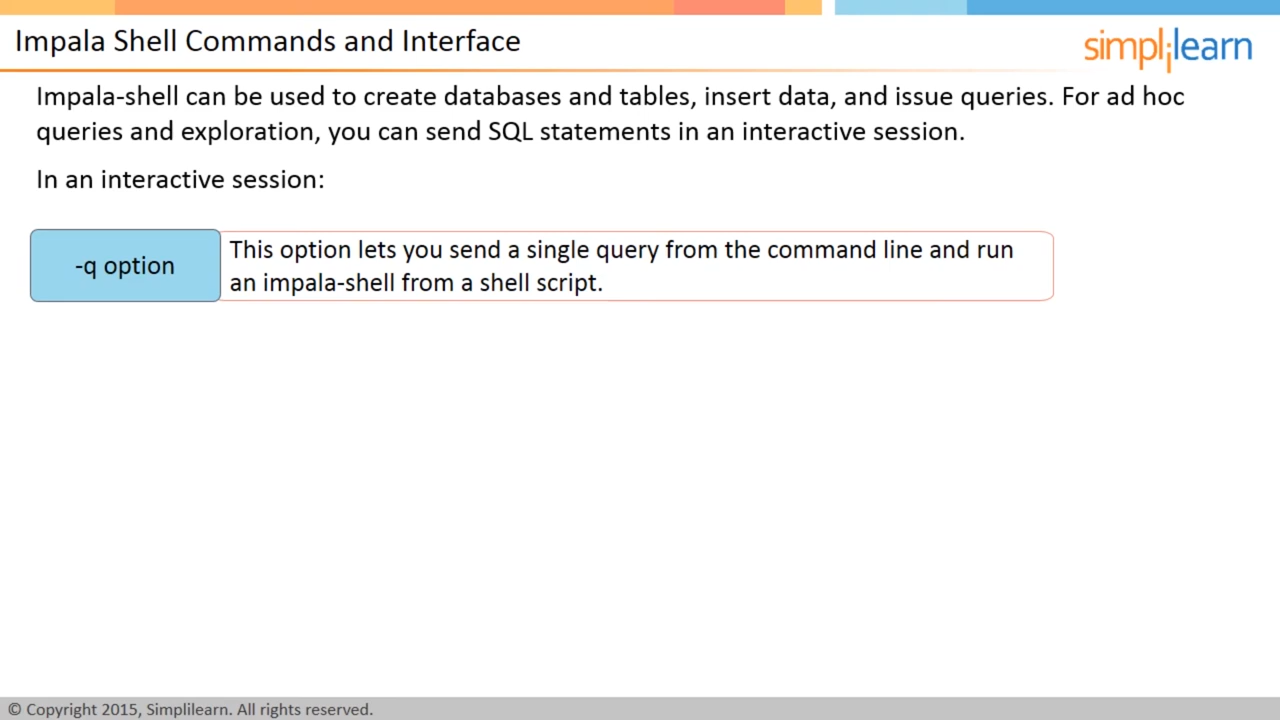 Impala Shell Commands and Interface
simplilearn
Impala-shell can be used to create databases and tables, insert data, and issue queries. For ad hoc
queries and exploration, you can send SQL statements in an interactive session.
In an interactive session:
-q option
This option lets you send a single query from the command line and run
an impala-shell from a shell script.
© Copyright 2015, Simplilearn. All rights reserved.